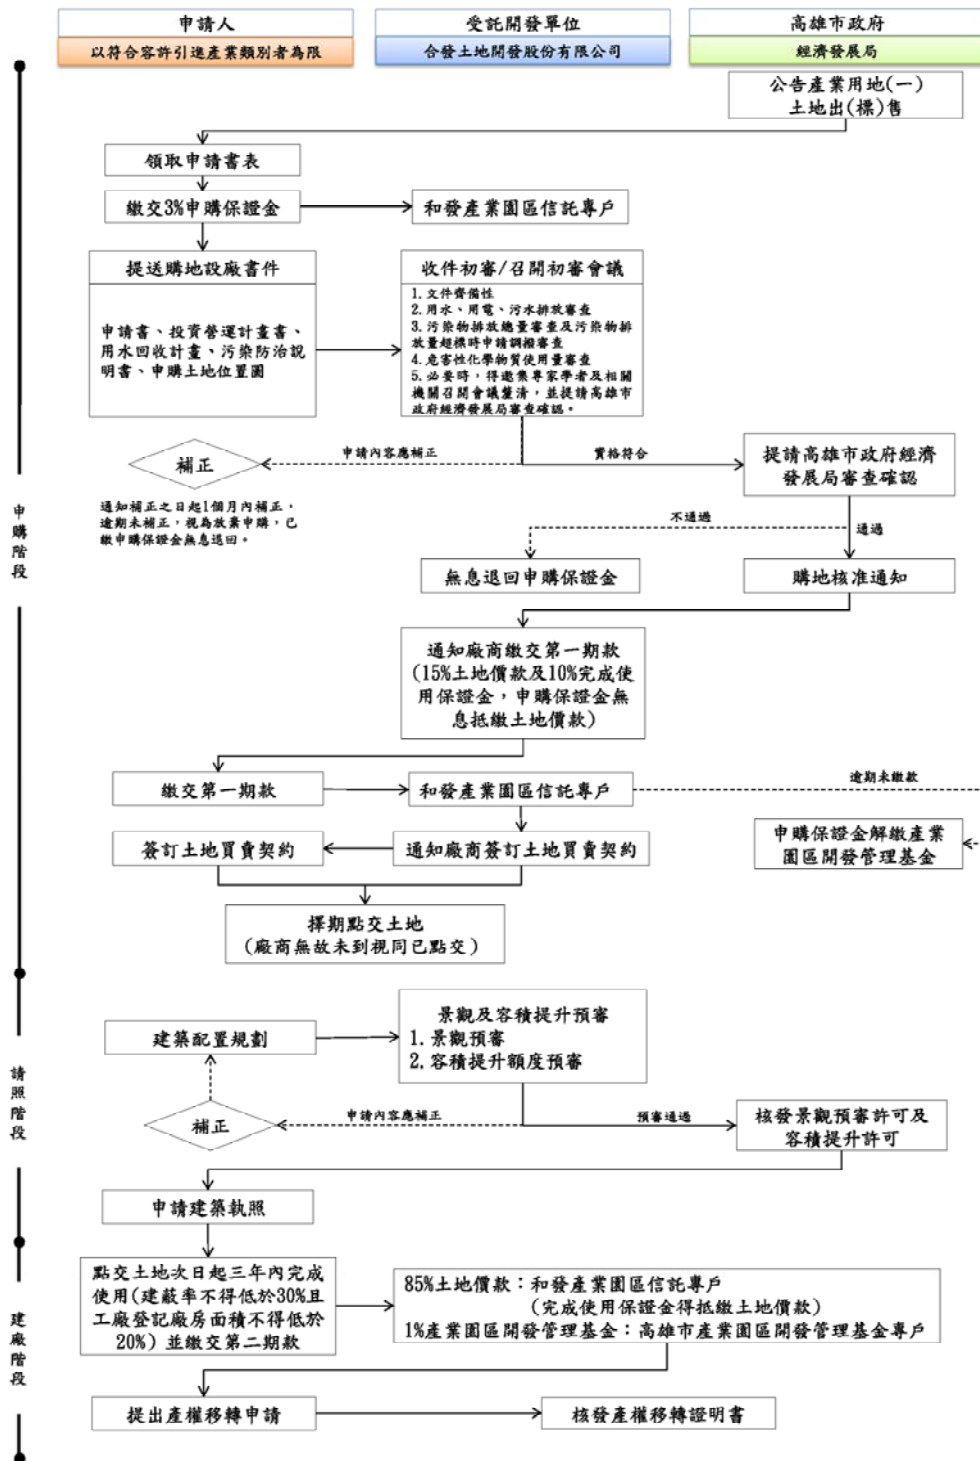 申請人
以符合容許引進產業類別者為限
受託開發單位
合發土地開發股份有限公司
高雄市政府
經濟發展局
公告產業用地(一)
土地出(標)售
領取申請書表
繳交3%申購保證金
和發產業園區信託專戶
提送購地設廠書件
申請書、投資營運計畫書、
用水回收計畫、污染防治說
明書、申購土地位置圖
收件初審/召開初審會議
1. 文件齊備性
2. 用水、用電、污水排放審查
3. 污染物排放總量審查及污染物排
放量超標時申請調撥審查
4. 危害性化學物質使用量審查
5. 必要時，得邀集專家學者及相關
機關召開會議釐清，並提請高雄市
政府經濟發展局審查確認。
補正
申請內容應補正
資格符合
提請高雄市政府經濟
發展局審查確認
通知補正之日起1個月內補正，
逾期未補正，視為放棄申購，已
繳申購保證金無息退回。
申購階段
不通過
通過
無息退回申購保證金
購地核准通知
通知廠商繳交第一期款
(15%土地價款及10%完成使
用保證金，申購保證金無
息抵繳土地價款)
繳交第一期款
和發產業園區信託專戶
逾期未繳款
簽訂土地買賣契約
通知廠商簽訂土地買賣契約
申購保證金解繳產業
園區開發管理基金
擇期點交土地
(廠商無故未到視同已點交)
請照階段
建築配置規劃
景觀及容積提升預審
1. 景觀預審
2. 容積提升額度預審
補正
申請內容應補正
預審通過
核發景觀預審許可及
容積提升許可
申請建築執照
建廠階段
點交土地次日起三年內完成
使用(建蔽率不得低於30%且
工廠登記廠房面積不得低於
20%) 並繳交第二期款
85%土地價款：和發產業園區信託專戶
(完成使用保證金得抵繳土地價款)
1%產業園區開發管理基金：高雄市產業園區開發管理基金專戶
提出產權移轉申請
核發產權移轉證明書